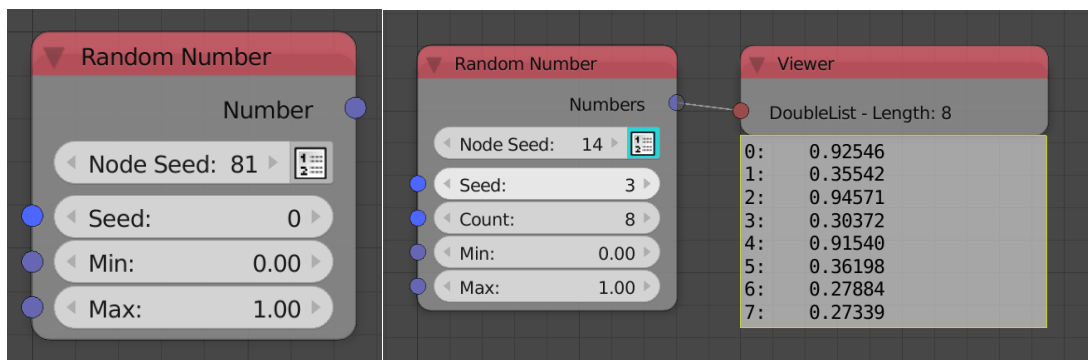 Random Number
Number
Node Seed: 81
Seed: 0
Min: 0.00
Max: 1.00
Random Number
Numbers
Node Seed: 14
Seed: 3
Count: 8
Min: 0.00
Max: 1.00
Viewer
DoubleList - Length: 8
0: 0.92546
1: 0.35542
2: 0.94571
3: 0.30372
4: 0.91540
5: 0.36198
6: 0.27884
7: 0.27339